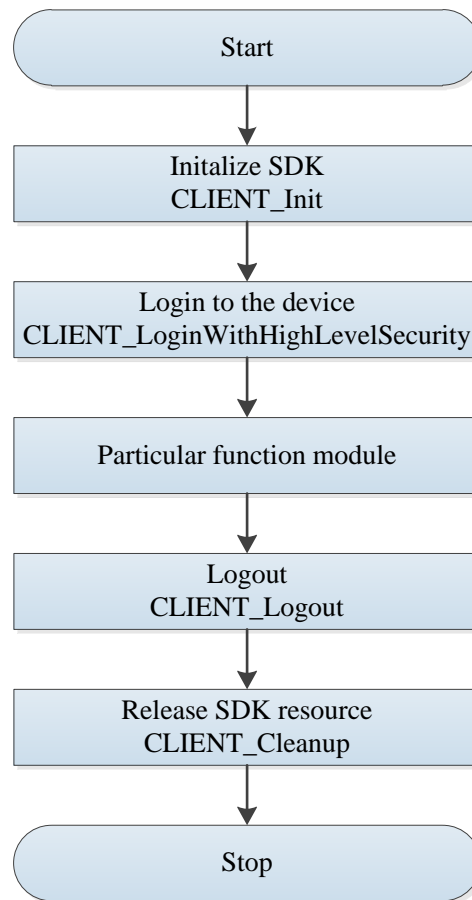 Start
Initalize SDK
CLIENT_Init
Login to the device
CLIENT_LoginWithHighLevelSecurity
Particular function module
Logout
CLIENT_Logout
Release SDK resource
CLIENT_Cleanup
Stop